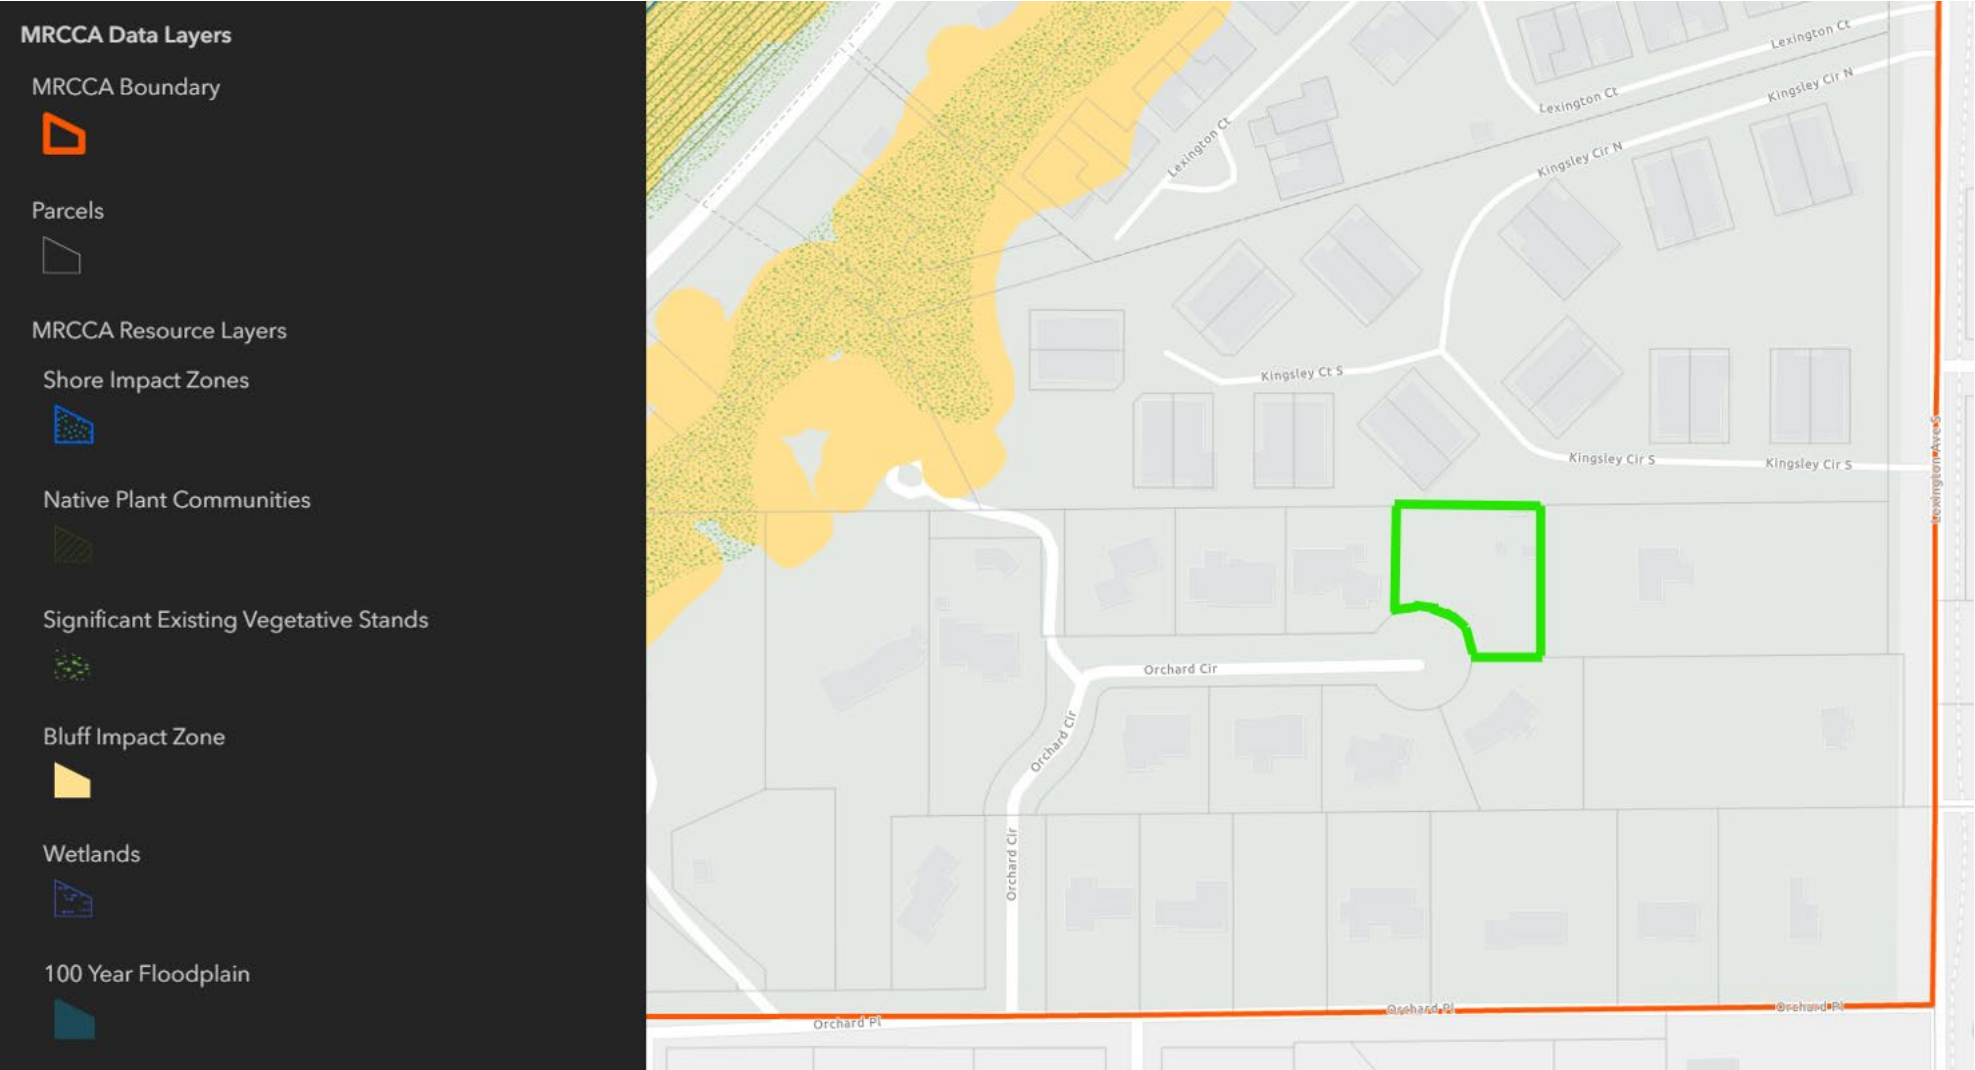 MRCCA Data Layers
MRCCA Boundary
Parcels
MRCCA Resource Layers
Shore Impact Zones
Native Plant Communities
Significant Existing Vegetative Stands
Bluff Impact Zone
Wetlands
100 Year Floodplain
Lexington Ct
Kingsley Cir N
Lexington Ct
Lexington Ct
Kingsley Cir N
Kingsley Ct S
Lexington Ave S
Kingsley Cir S
Kingsley Cir S
Orchard Cir
Orchard Cir
Orchard Cir
Orchard Pl
Orchard Pl
Orchard Pl